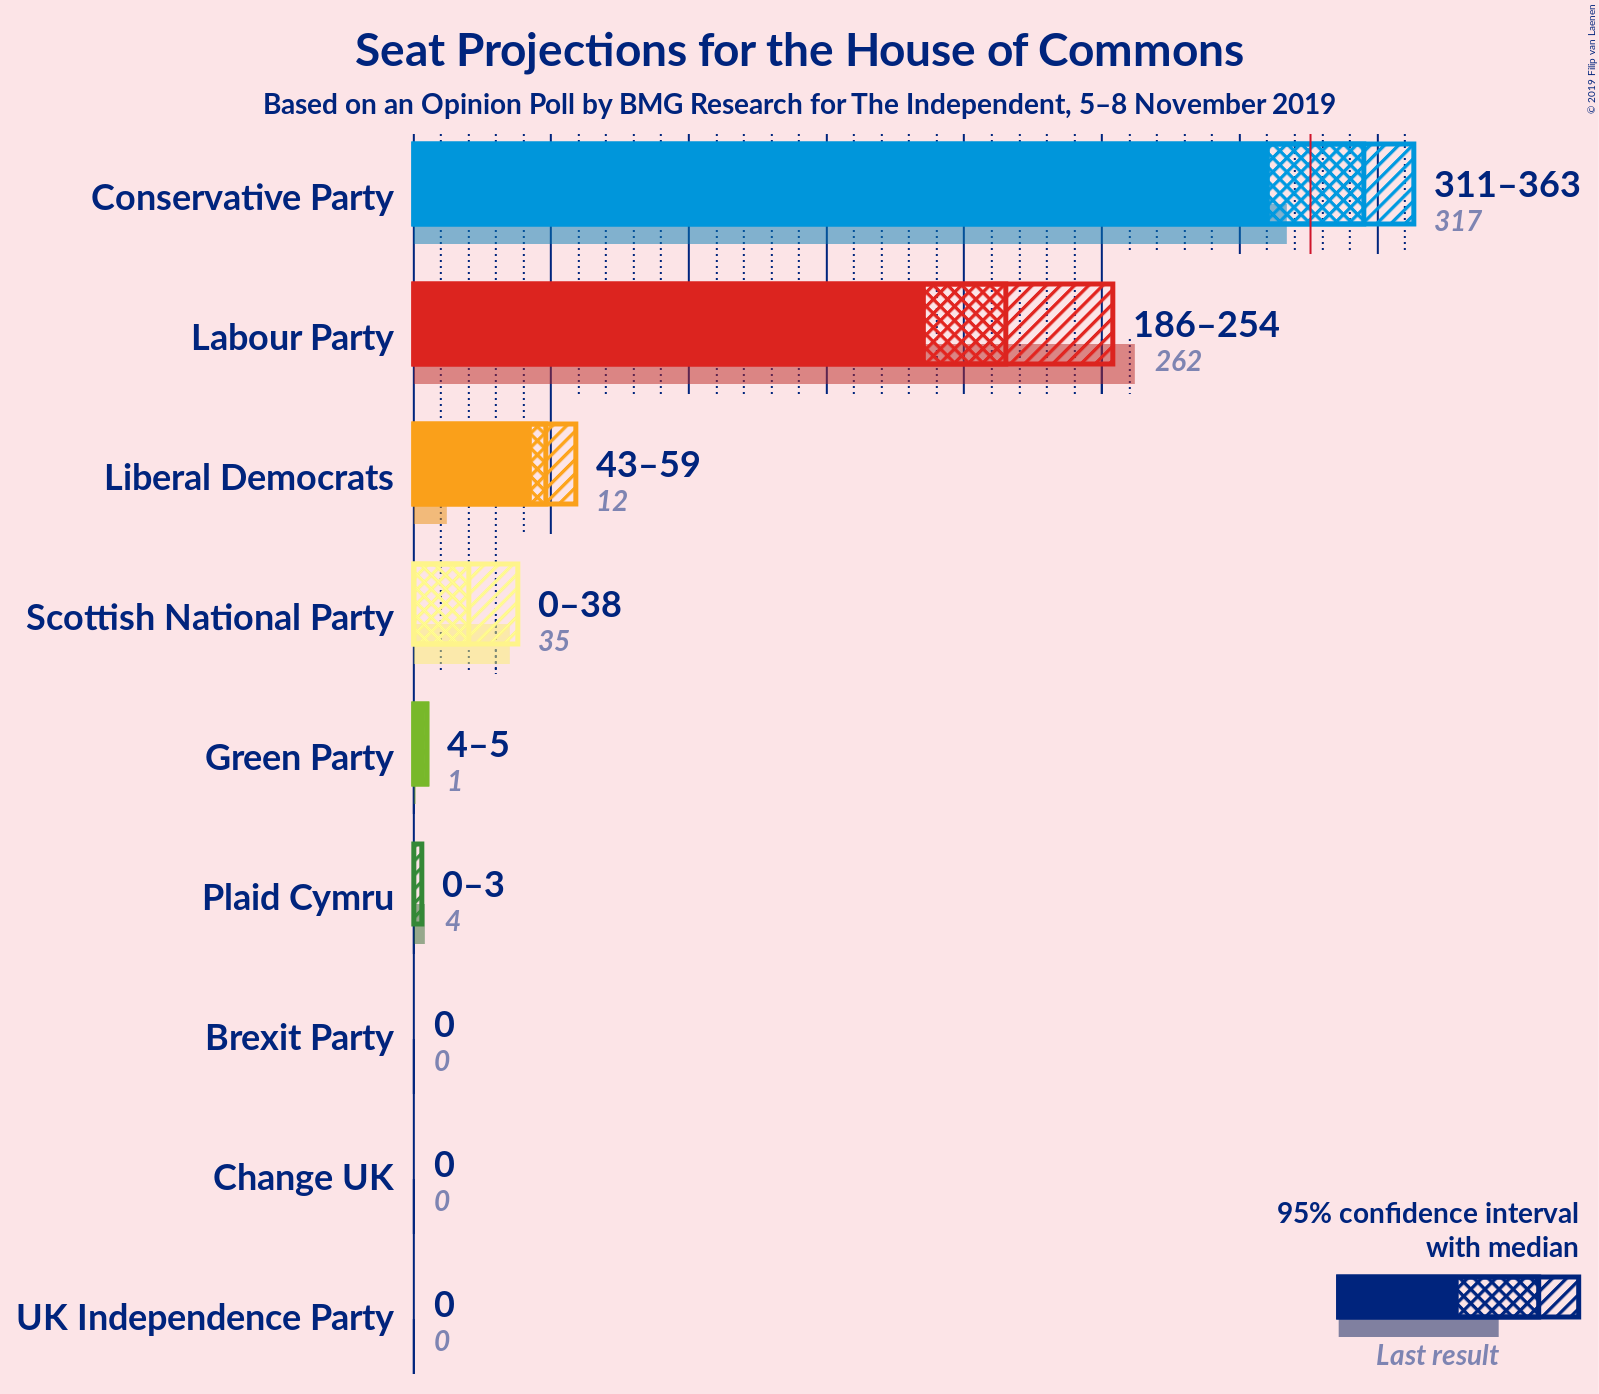 Seat Projections for the House of Commons
Based on an Opinion Poll by BMG Research for The Independent, 5–8 November 2019
© 2019 Filip van Laenen
Conservative Party
311–363
317
Labour Party
186–254
262
Liberal Democrats
43–59
12
Scottish National Party
0–38
35
Green Party
4–5
1
Plaid Cymru
0–3
4
Brexit Party
0
0
Change UK
0
0
UK Independence Party
0
0
95% confidence interval
with median
Last result